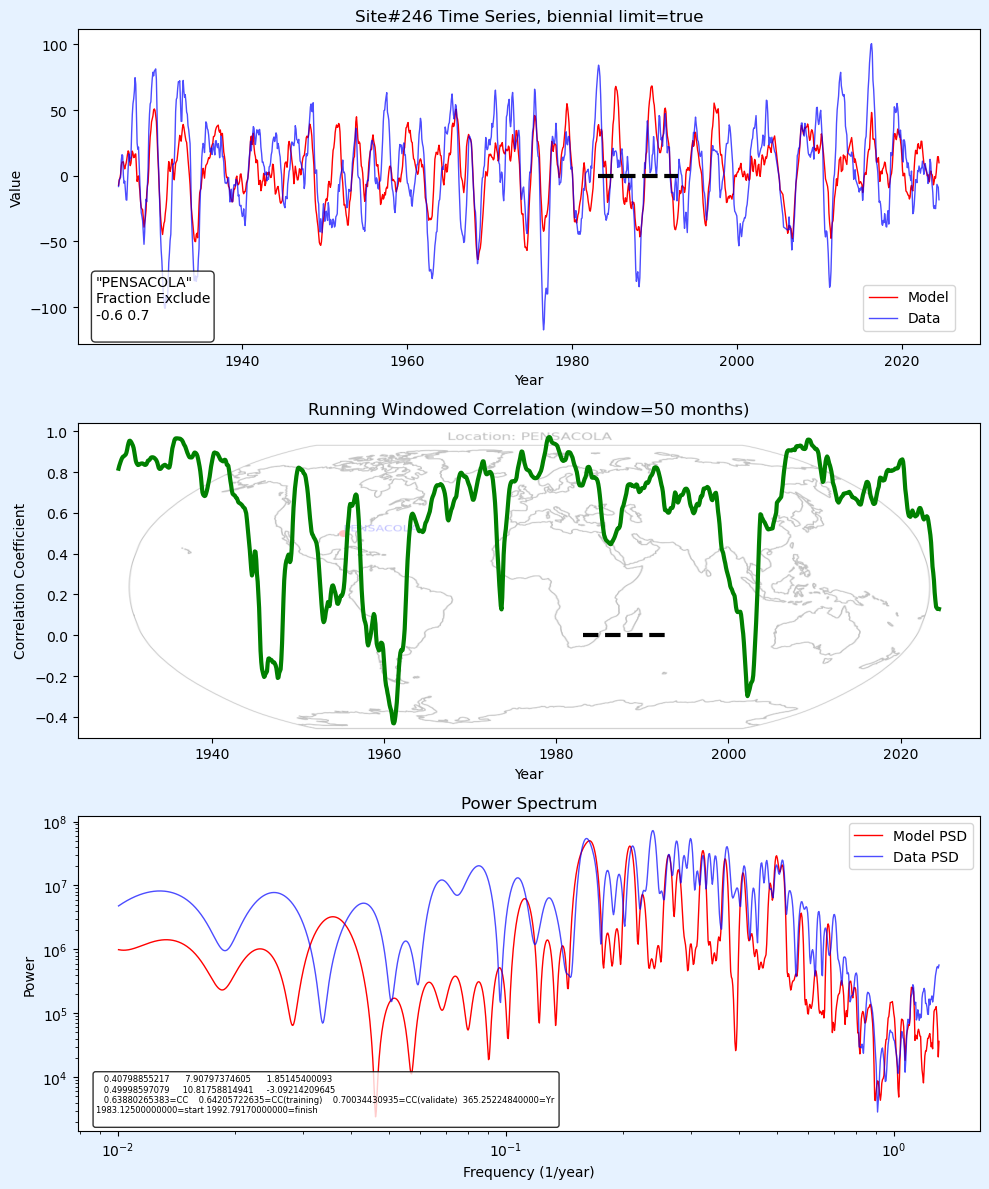 Site#246 Time Series, biennial limit=true
100
50
0
−50
−100
Value
"PENSACOLA"
Fraction Exclude
-0.6 0.7
Model
Data
1940 1960 1980 2000 2020
Year
Running Windowed Correlation (window=50 months)
Location: PENSACOLA
1.0
0.8
0.6
0.4
0.2
0.0
−0.2
−0.4
Correlation Coefficient
1940 1960 1980 2000 2020
Year
Power Spectrum
Model PSD
Data PSD
10⁸
10⁷
10⁶
10⁵
10⁴
Power
0.40798855217 7.90797374605 1.85145400093
0.49998597079 10.81758814941 -3.09214209645
0.63880265383=CC 0.64205722635=CC(training) 0.70034430935=CC(validate) 365.25224840000=Yr
1983.12500000000=start 1992.79170000000=finish
10⁻² 10⁻¹ 10⁰
Frequency (1/year)